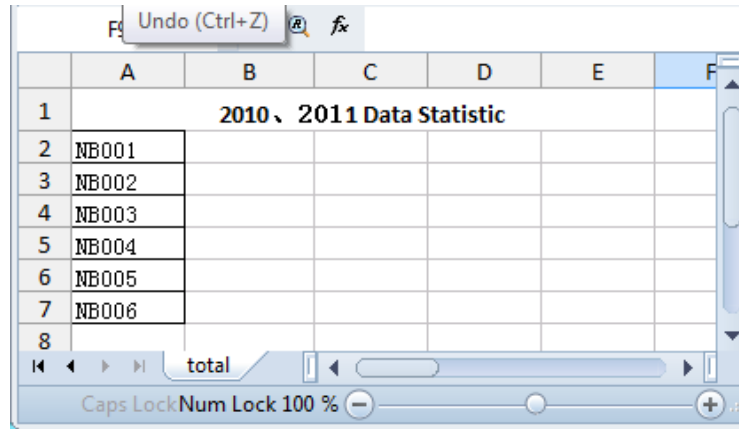 Undo (Ctrl+Z)
fx
A B C D E F
1 2010、2011 Data Statistic
2 NB001
3 NB002
4 NB003
5 NB004
6 NB005
7 NB006
8
total
Caps Lock Num Lock 100 %